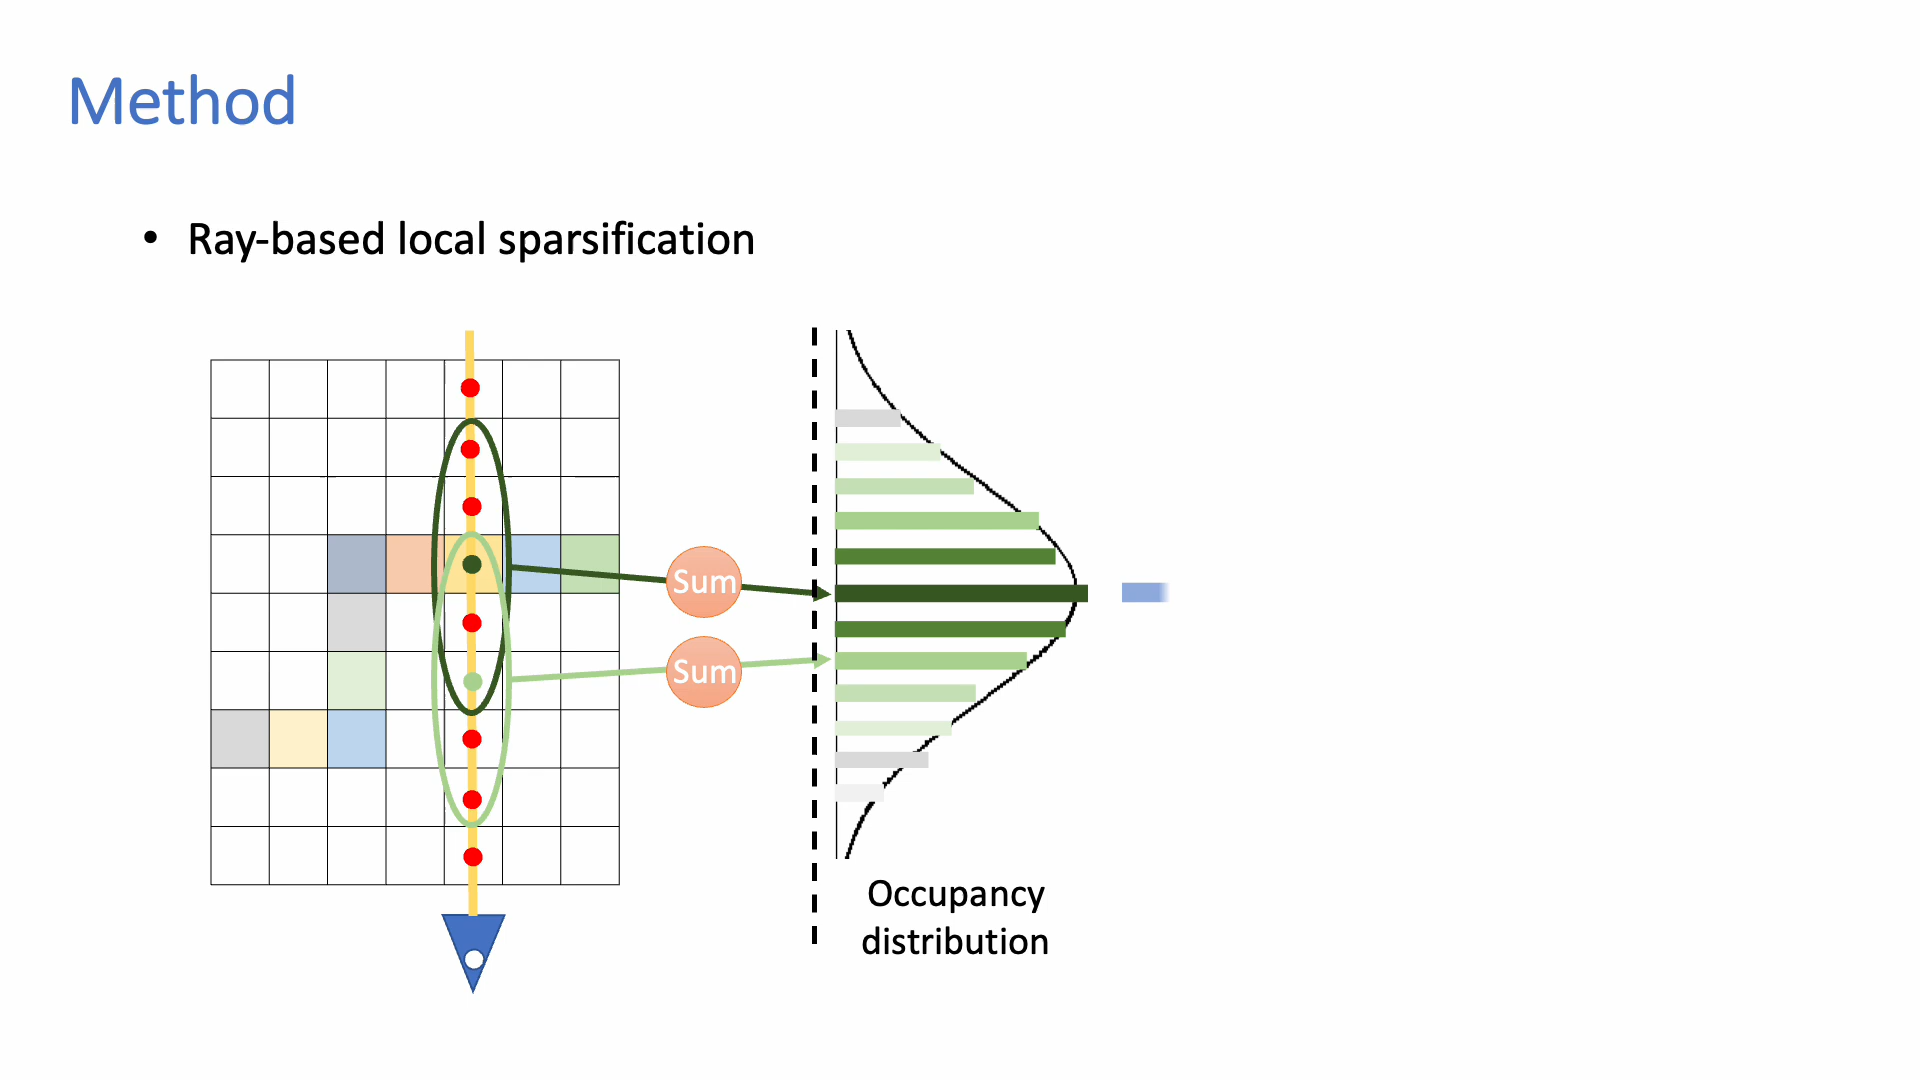 Method
• Ray-based local sparsification
Sum
Sum
Occupancy
distribution